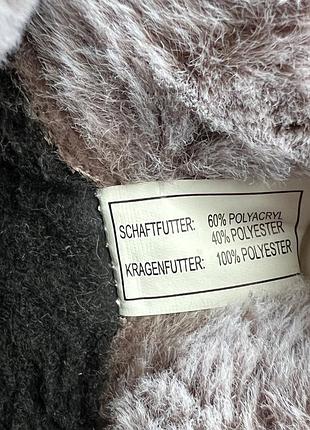 SCHAFTFUTTER: 60% POLYACRYL
40% POLYESTER
KRAGENFUTTER: 100% POLYESTER